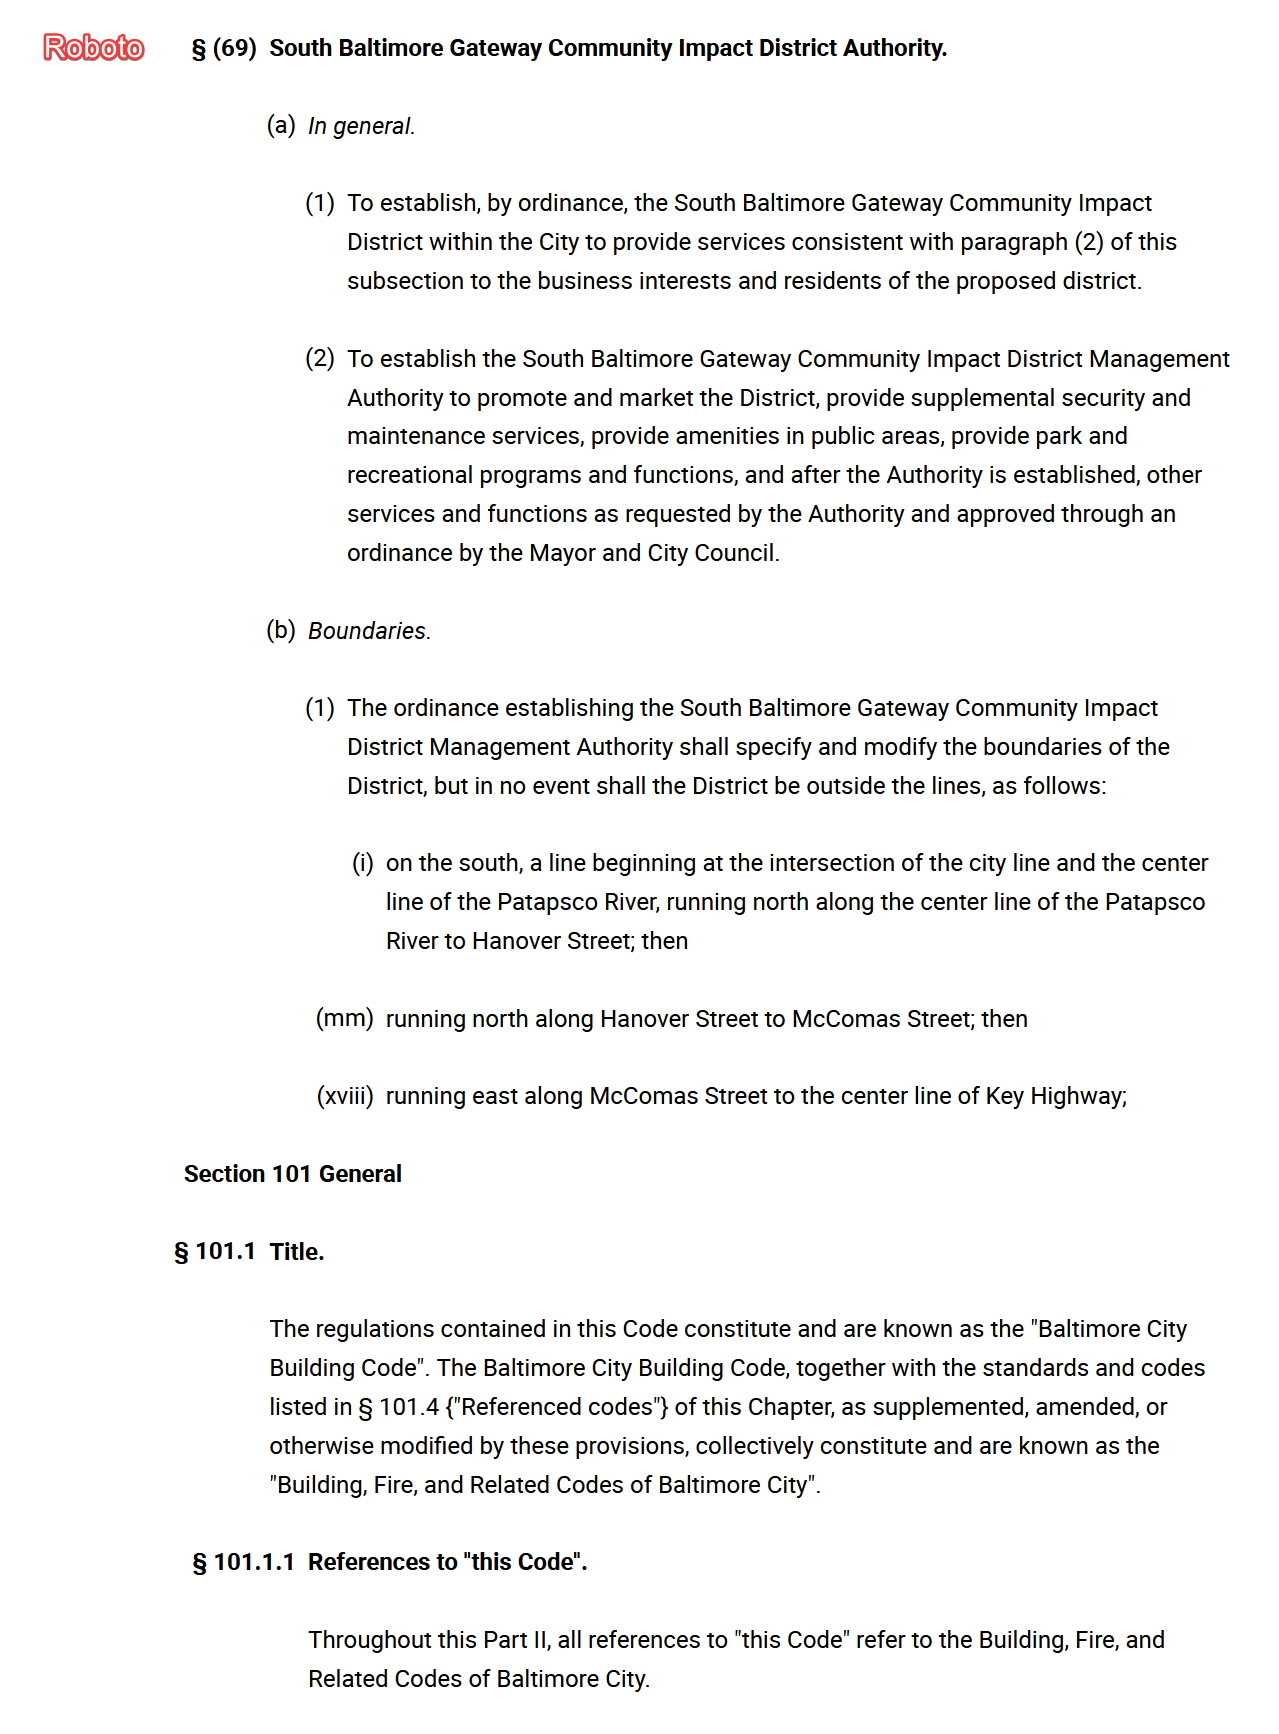 Roboto
§ (69) South Baltimore Gateway Community Impact District Authority.
(a) In general.
(1) To establish, by ordinance, the South Baltimore Gateway Community Impact
District within the City to provide services consistent with paragraph (2) of this
subsection to the business interests and residents of the proposed district.
(2) To establish the South Baltimore Gateway Community Impact District Management
Authority to promote and market the District, provide supplemental security and
maintenance services, provide amenities in public areas, provide park and
recreational programs and functions, and after the Authority is established, other
services and functions as requested by the Authority and approved through an
ordinance by the Mayor and City Council.
(b) Boundaries.
(1) The ordinance establishing the South Baltimore Gateway Community Impact
District Management Authority shall specify and modify the boundaries of the
District, but in no event shall the District be outside the lines, as follows:
(i) on the south, a line beginning at the intersection of the city line and the center
line of the Patapsco River, running north along the center line of the Patapsco
River to Hanover Street; then
(mm) running north along Hanover Street to McComas Street; then
(xviii) running east along McComas Street to the center line of Key Highway;
Section 101 General
§ 101.1 Title.
The regulations contained in this Code constitute and are known as the "Baltimore City
Building Code". The Baltimore City Building Code, together with the standards and codes
listed in § 101.4 {"Referenced codes"} of this Chapter, as supplemented, amended, or
otherwise modified by these provisions, collectively constitute and are known as the
"Building, Fire, and Related Codes of Baltimore City".
§ 101.1.1 References to "this Code".
Throughout this Part II, all references to "this Code" refer to the Building, Fire, and
Related Codes of Baltimore City.